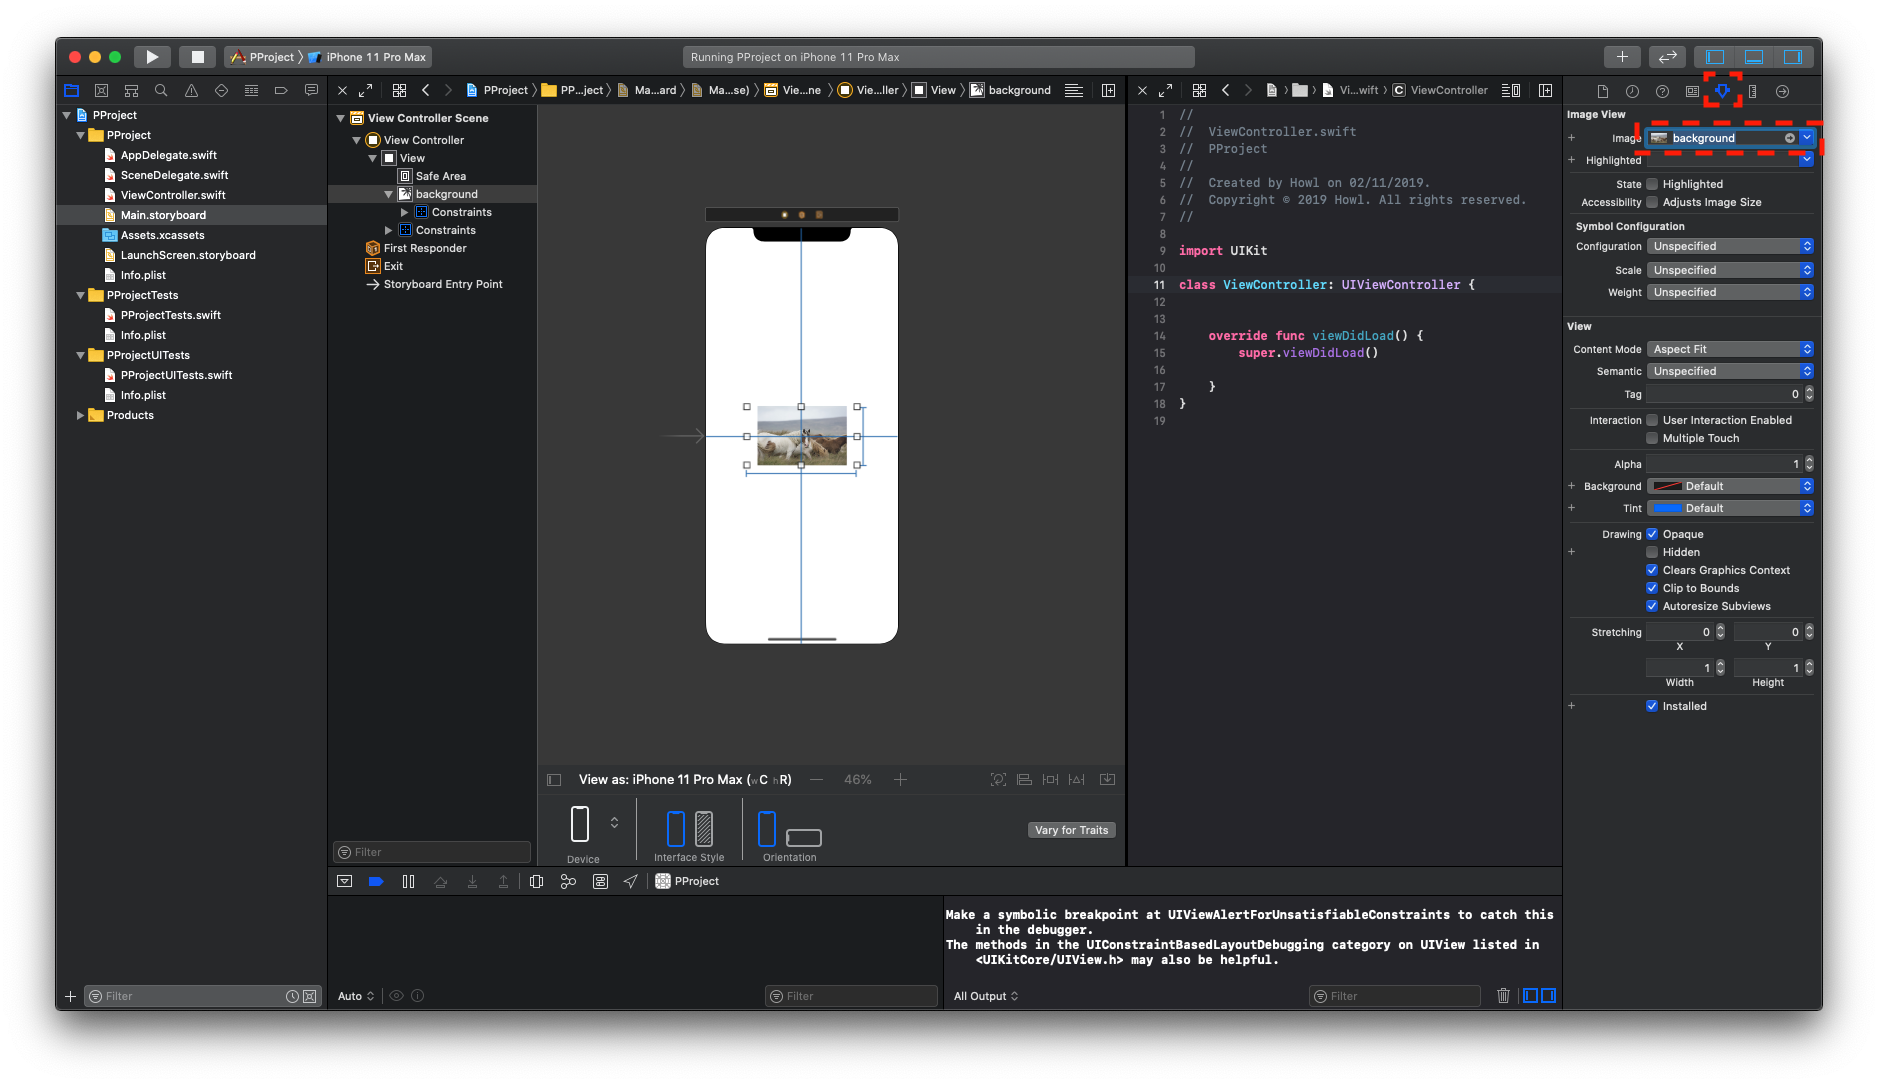 PProject
iPhone 11 Pro Max
Running PProject on iPhone 11 Pro Max
PProject
PProject
AppDelegate.swift
SceneDelegate.swift
ViewController.swift
Main.storyboard
Assets.xcassets
LaunchScreen.storyboard
Info.plist
PProjectTests
PProjectTests.swift
Info.plist
PProjectUITests
PProjectUITests.swift
Info.plist
Products
Filter
PProject
PP...ject
Ma...ard
Ma...se)
Vie...ne
Vie...ller
View
background
View Controller Scene
View Controller
View
Safe Area
background
Constraints
Constraints
First Responder
Exit
Storyboard Entry Point
Filter
View as: iPhone 11 Pro Max (wC hR)
46%
Device
Interface Style
Orientation
Vary for Traits
Vi...wift
C ViewController
1 //
2 // ViewController.swift
3 // PProject
4 //
5 // Created by Howl on 02/11/2019.
6 // Copyright © 2019 Howl. All rights reserved.
7 //
8
9 import UIKit
10
11 class ViewController: UIViewController {
12
13
14 override func viewDidLoad() {
15 super.viewDidLoad()
16
17 }
18 }
19
PProject
Auto
Filter
Make a symbolic breakpoint at UIViewAlertForUnsatisfiableConstraints to catch this
in the debugger.
The methods in the UIConstraintBasedLayoutDebugging category on UIView listed in
<UIKitCore/UIView.h> may also be helpful.
All Output
Filter
Image View
Image background
Highlighted
State Highlighted
Accessibility Adjusts Image Size
Symbol Configuration
Configuration Unspecified
Scale Unspecified
Weight Unspecified
View
Content Mode Aspect Fit
Semantic Unspecified
Tag 0
Interaction User Interaction Enabled
Multiple Touch
Alpha 1
Background Default
Tint Default
Drawing Opaque
Hidden
Clears Graphics Context
Clip to Bounds
Autoresize Subviews
Stretching 0 0
X Y
1 1
Width Height
Installed